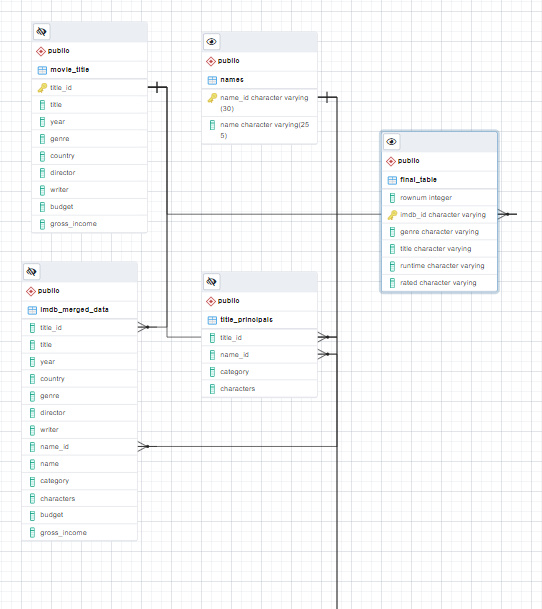 public
movie_title
title_id
title
year
genre
country
director
writer
budget
gross_income
public
names
name_id character varying
(30)
name character varying(25
5)
public
final_table
rownum integer
imdb_id character varying
genre character varying
title character varying
runtime character varying
rated character varying
public
imdb_merged_data
title_id
title
year
country
genre
director
writer
name_id
name
category
characters
budget
gross_income
public
title_principals
title_id
name_id
category
characters